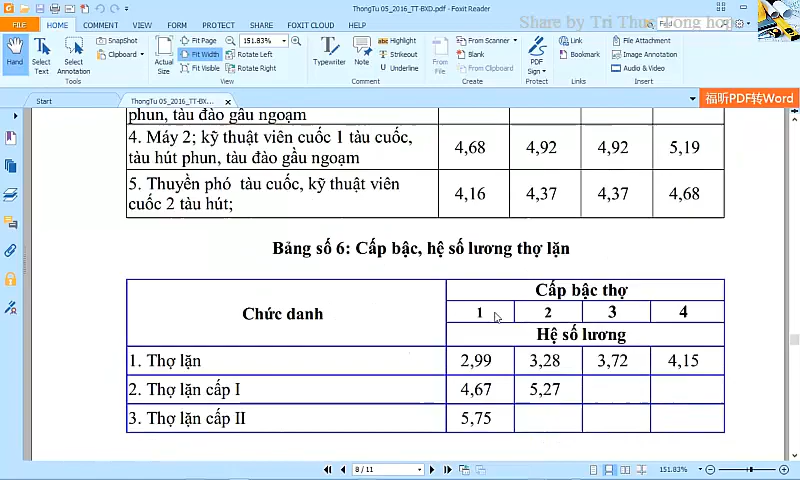 ThongTu 05_2016_TT-BXD.pdf - Foxit Reader
Share by Tri Thuc
FILE HOME COMMENT VIEW PROTECT SHARE FOXIT CLOUD HELP
Find
Hand
Select Text
Select Annotation
SnapShot
Clipboard
Tools
Actual Size
Fit Page
Fit Width
Fit Visible
151.83%
Rotate Left
Rotate Right
View
Typewriter
Note
Highlight
Strikeout
Underline
Comment
From File
From Scanner
Blank
From Clipboard
Create
PDF Sign
Protect
Link
Bookmark
Links
File Attachment
Image Annotation
Audio & Video
Insert
Start ThongTu 05_2016_TT-BX...
福昕PDF转Word
phun, tàu đào gầu ngoạm
4. Máy 2; kỹ thuật viên cuốc 1 tàu cuốc,
tàu hút phun, tàu đào gầu ngoạm
4,68 4,92 4,92 5,19
5. Thuyền phó tàu cuốc, kỹ thuật viên
cuốc 2 tàu hút;
4,16 4,37 4,37 4,68
Bảng số 6: Cấp bậc, hệ số lương thợ lặn
Chức danh
Cấp bậc thợ
1 2 3 4
Hệ số lương
1. Thợ lặn 2,99 3,28 3,72 4,15
2. Thợ lặn cấp I 4,67 5,27
3. Thợ lặn cấp II 5,75
8 / 11
151.83%